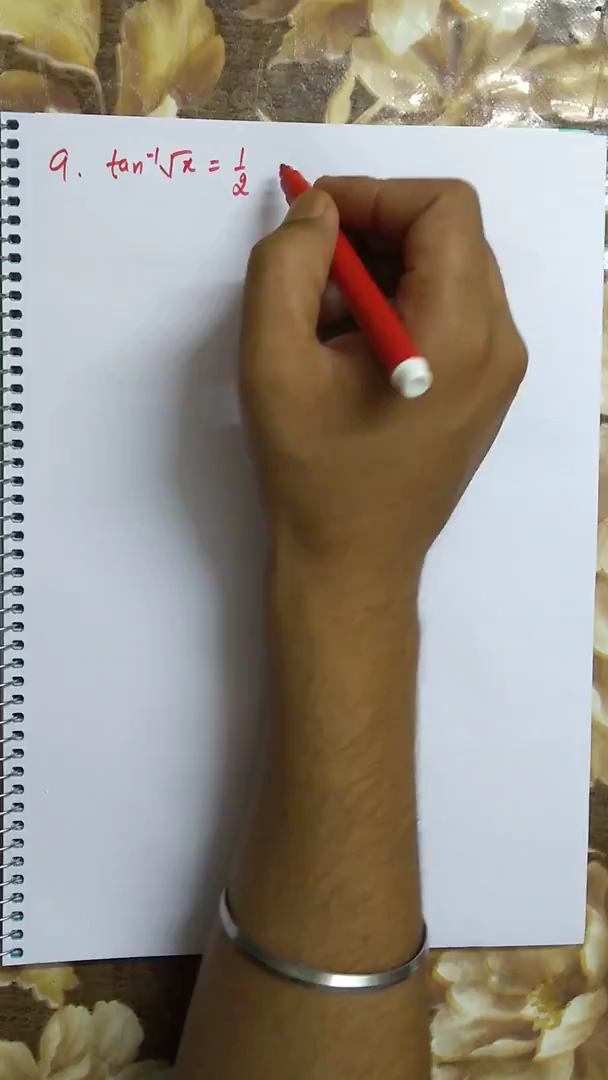 9. tan⁻¹√x = 1/2